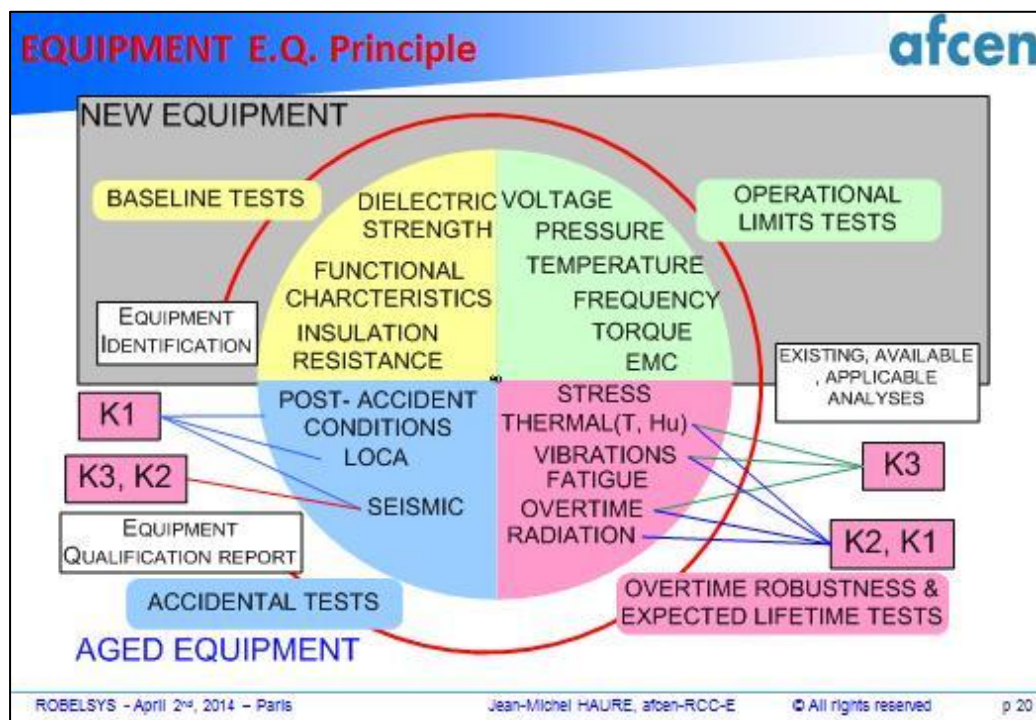 EQUIPMENT E.Q. Principle
afcen
NEW EQUIPMENT
BASELINE TESTS
DIELECTRIC
STRENGTH
FUNCTIONAL
CHARCTERISTICS
INSULATION
RESISTANCE
VOLTAGE
PRESSURE
TEMPERATURE
FREQUENCY
TORQUE
EMC
OPERATIONAL
LIMITS TESTS
EQUIPMENT
IDENTIFICATION
EXISTING, AVAILABLE
, APPLICABLE
ANALYSES
K1
K3, K2
POST- ACCIDENT
CONDITIONS
LOCA
SEISMIC
STRESS
THERMAL(T, Hu)
VIBRATIONS
FATIGUE
OVERTIME
RADIATION
K3
K2, K1
EQUIPMENT
QUALIFICATION REPORT
ACCIDENTAL TESTS
OVERTIME ROBUSTNESS &
EXPECTED LIFETIME TESTS
AGED EQUIPMENT
ROBELSYS - April 2nd, 2014 – Paris
Jean-Michel HAURE, afcen-RCC-E
© All rights reserved
p 20